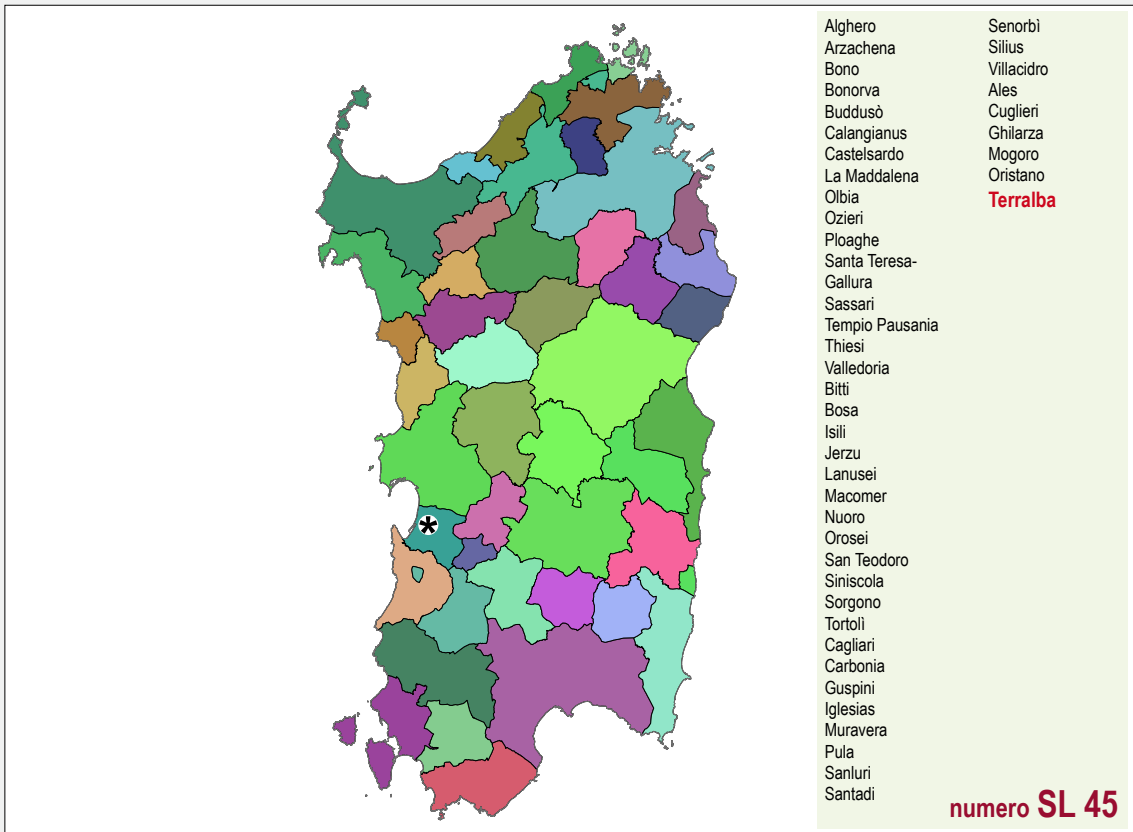 Alghero
Arzachena
Bono
Bonorva
Buddusò
Calangianus
Castelsardo
La Maddalena
Olbia
Ozieri
Ploaghe
Santa Teresa-
Gallura
Sassari
Tempio Pausania
Thiesi
Valledoria
Bitti
Bosa
Isili
Jerzu
Lanusei
Macomer
Nuoro
Orosei
San Teodoro
Siniscola
Sorgono
Tortolì
Cagliari
Carbonia
Guspini
Iglesias
Muravera
Pula
Sanluri
Santadi
Senorbì
Silius
Villacidro
Ales
Cuglieri
Ghilarza
Mogoro
Oristano
Terralba
*
numero SL 45